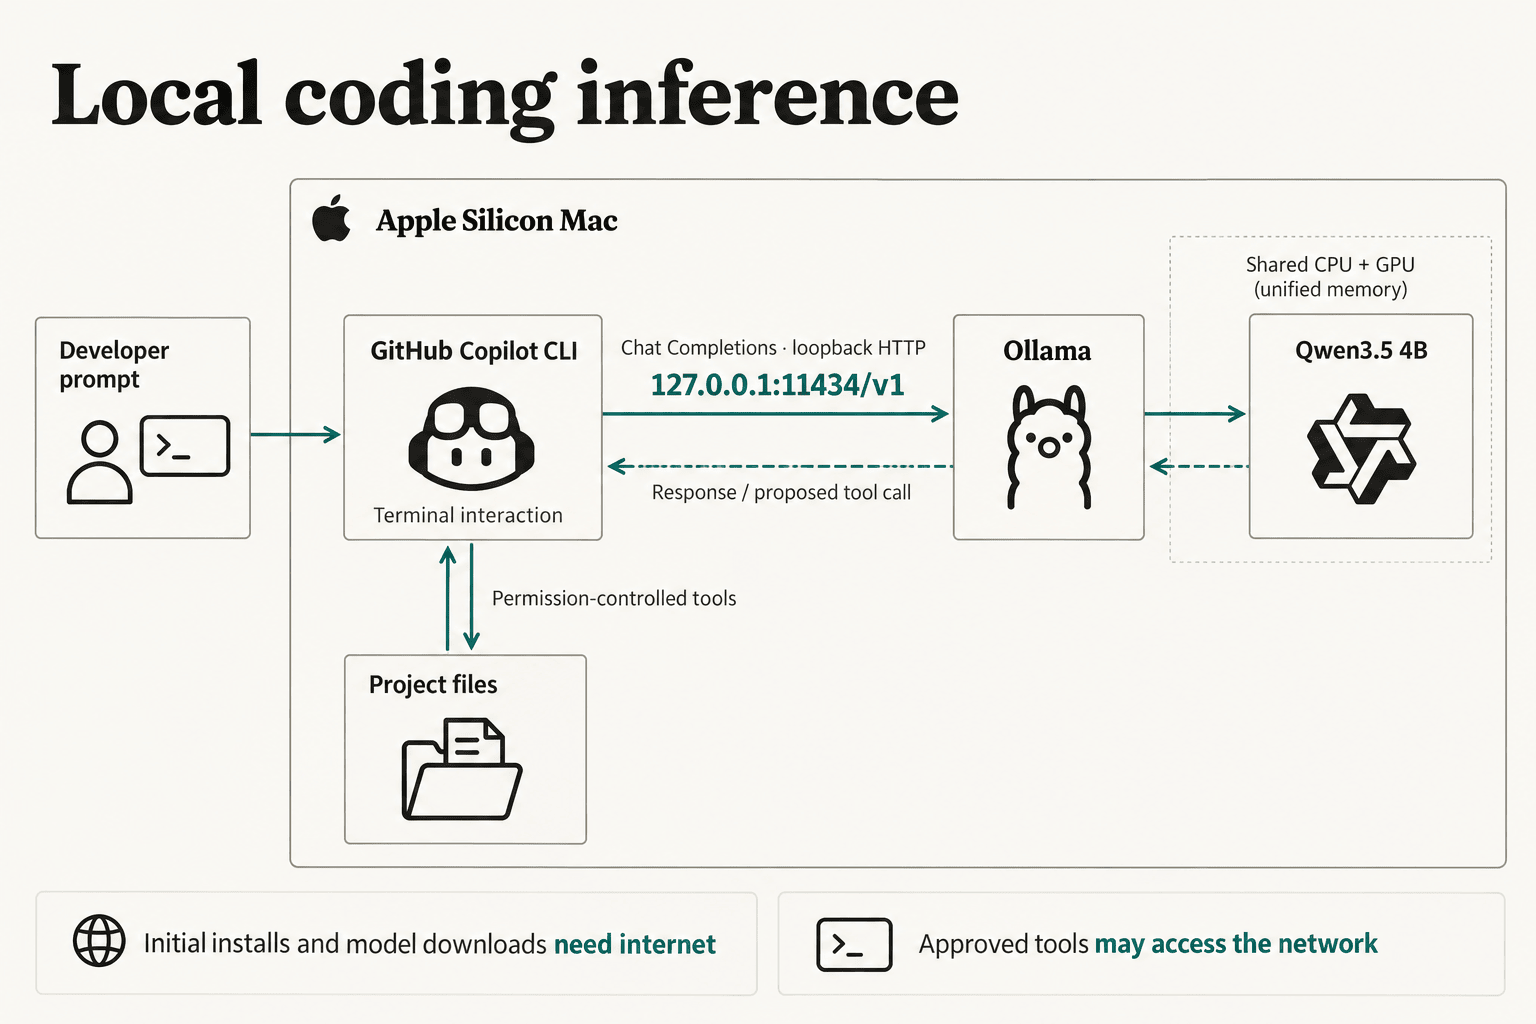 Local coding inference
Apple Silicon Mac
Shared CPU + GPU
(unified memory)
Developer
prompt
>_
GitHub Copilot CLI
Terminal interaction
Chat Completions · loopback HTTP
127.0.0.1:11434/v1
Response / proposed tool call
Ollama
Qwen3.5 4B
Permission-controlled tools
Project files
Initial installs and model downloads need internet
>_
Approved tools may access the network